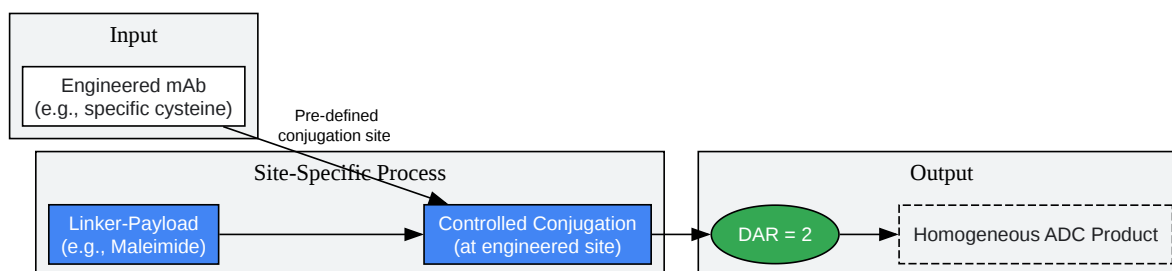 Input
Engineered mAb
(e.g., specific cysteine)
Pre-defined
conjugation site
Site-Specific Process
Linker-Payload
(e.g., Maleimide)
Controlled Conjugation
(at engineered site)
Output
DAR = 2
Homogeneous ADC Product